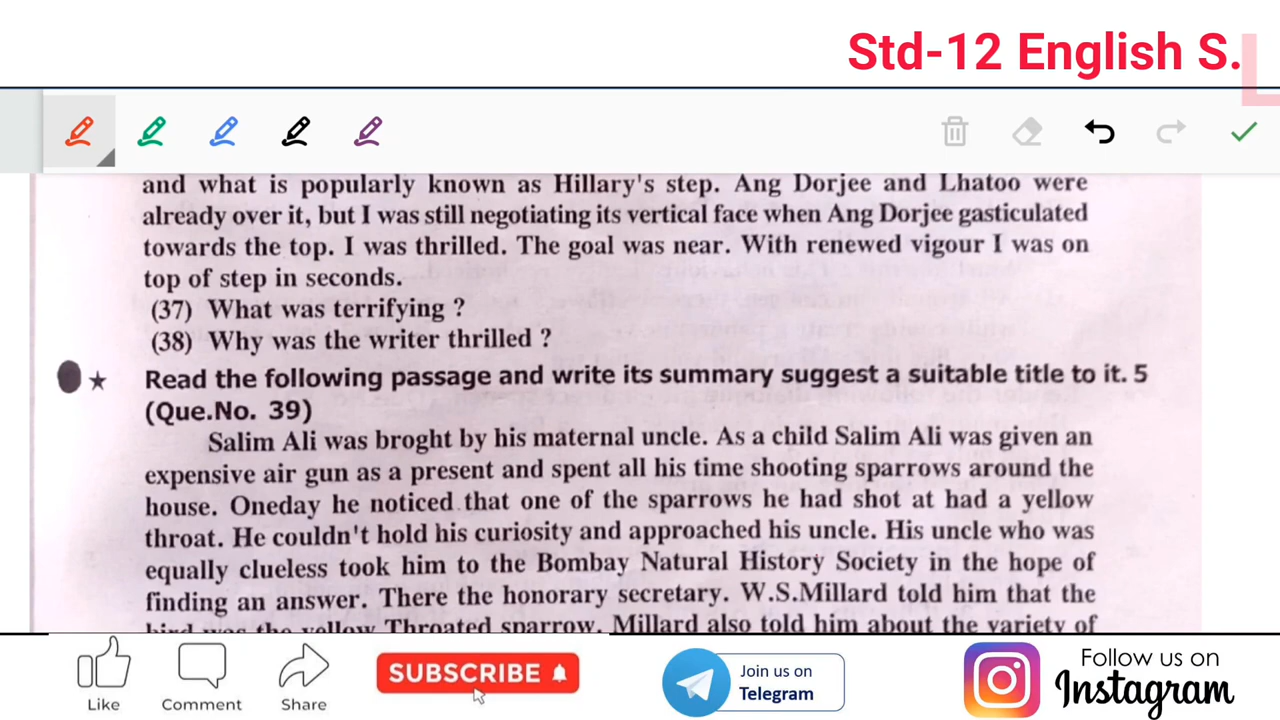 Std-12 English S.L
and what is popularly known as Hillary's step. Ang Dorjee and Lhatoo were
already over it, but I was still negotiating its vertical face when Ang Dorjee gasticulated
towards the top. I was thrilled. The goal was near. With renewed vigour I was on
top of step in seconds.
(37) What was terrifying ?
(38) Why was the writer thrilled ?
★ Read the following passage and write its summary suggest a suitable title to it. 5
(Que.No. 39)
Salim Ali was broght by his maternal uncle. As a child Salim Ali was given an
expensive air gun as a present and spent all his time shooting sparrows around the
house. Oneday he noticed that one of the sparrows he had shot at had a yellow
throat. He couldn't hold his curiosity and approached his uncle. His uncle who was
equally clueless took him to the Bombay Natural History Society in the hope of
finding an answer. There the honorary secretary. W.S.Millard told him that the
bird was the yellow Throated sparrow. Millard also told him about the variety of
Like
Comment
Share
SUBSCRIBE
Join us on
Telegram
Follow us on
Instagram